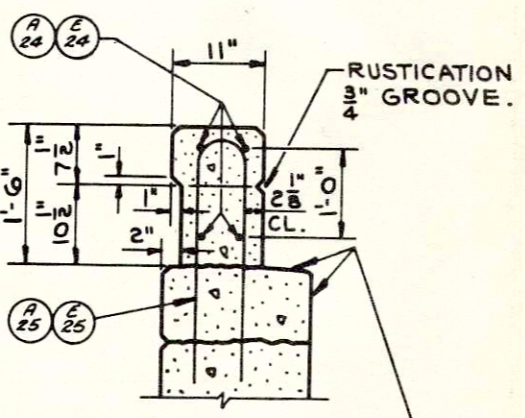 A 24 E 24
11"
RUSTICATION
3/4" GROOVE.
1'-6"
7 1/2"
1"
10 1/2"
1"
2"
2 1/8"
CL.
1'-0"
A 25 E 25